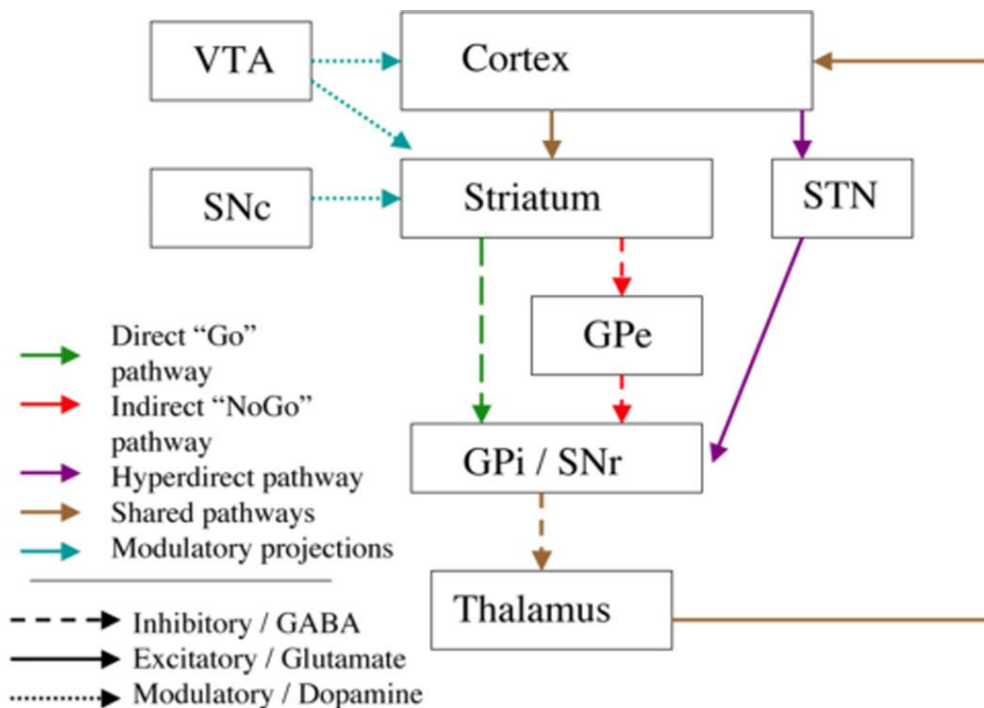 VTA
Cortex
SNc
Striatum
STN
GPe
GPi / SNr
Thalamus
Direct “Go”
pathway
Indirect “NoGo”
pathway
Hyperdirect pathway
Shared pathways
Modulatory projections
Inhibitory / GABA
Excitatory / Glutamate
Modulatory / Dopamine